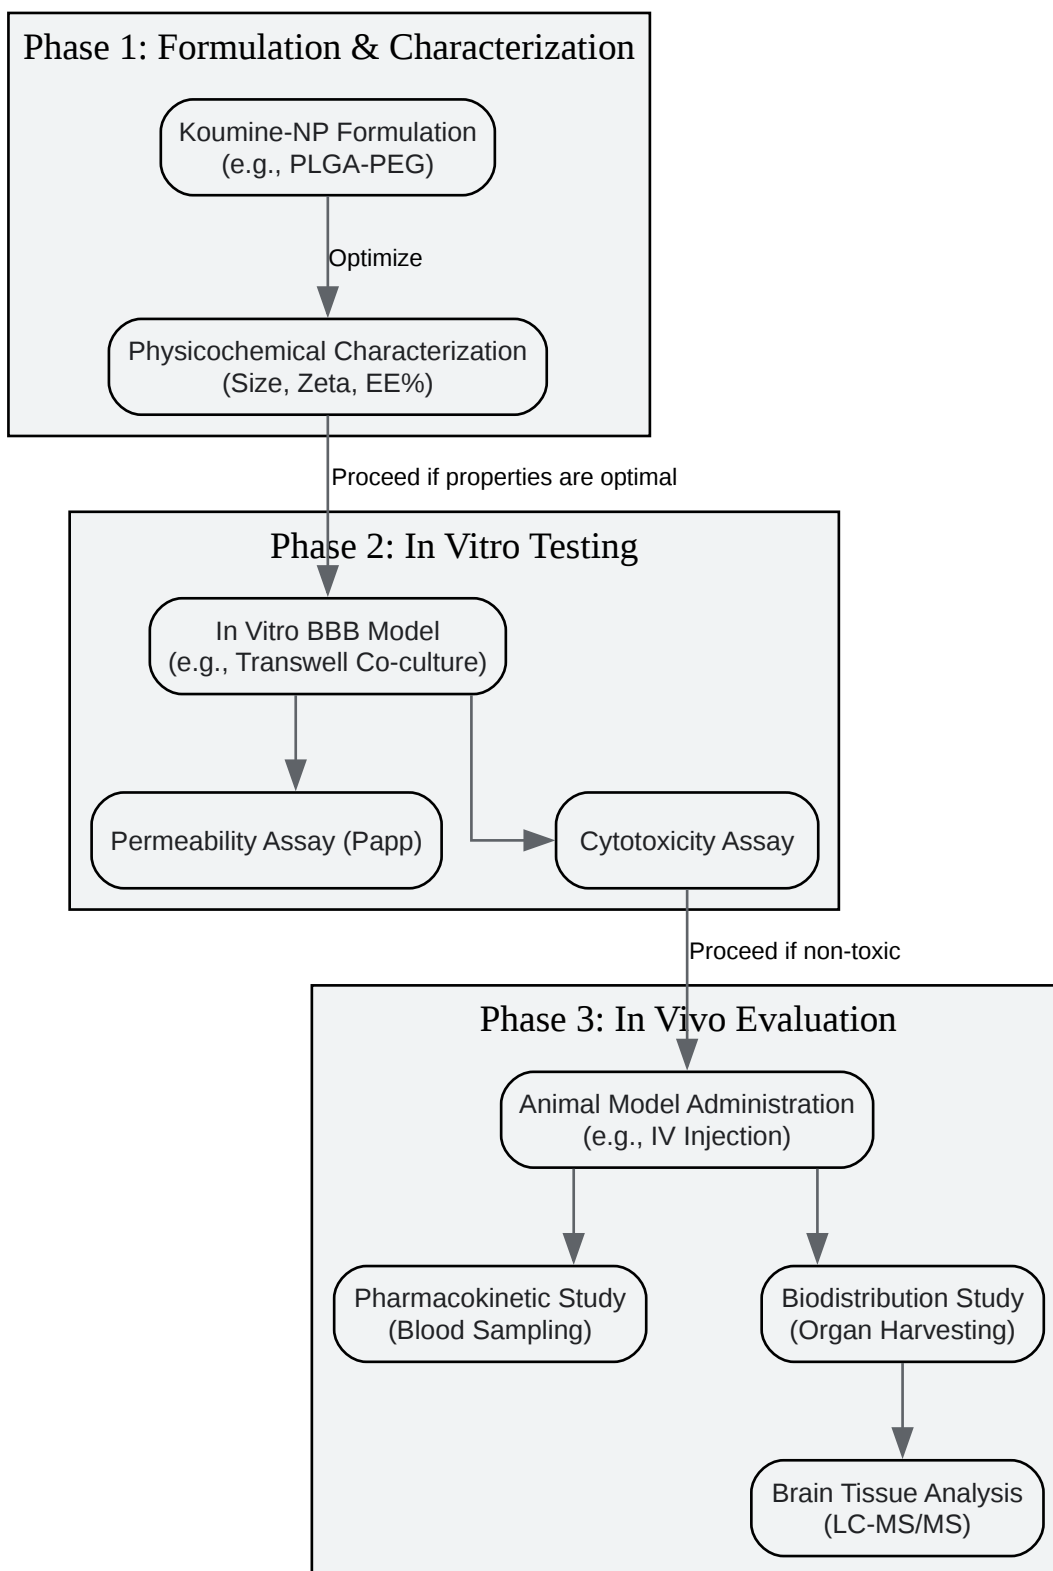 Phase 1: Formulation & Characterization
Koumine-NP Formulation
(e.g., PLGA-PEG)
Optimize
Physicochemical Characterization
(Size, Zeta, EE%)
Proceed if properties are optimal
Phase 2: In Vitro Testing
In Vitro BBB Model
(e.g., Transwell Co-culture)
Permeability Assay (Papp)
Cytotoxicity Assay
Proceed if non-toxic
Phase 3: In Vivo Evaluation
Animal Model Administration
(e.g., IV Injection)
Pharmacokinetic Study
(Blood Sampling)
Biodistribution Study
(Organ Harvesting)
Brain Tissue Analysis
(LC-MS/MS)